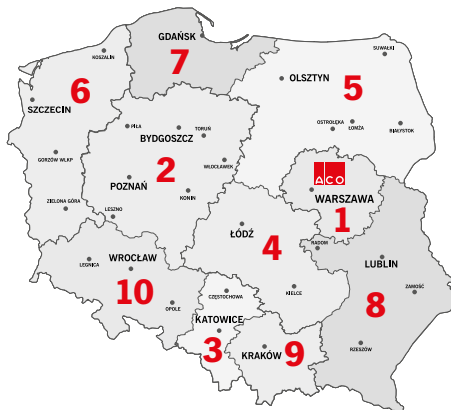 GDAŃSK
7
KOSZALIN
6
SZCZECIN
SUWAŁKI
OLSZTYN
5
OSTROŁĘKA
ŁOMŻA
BIAŁYSTOK
PIŁA
BYDGOSZCZ
TORUŃ
2
WŁOCŁAWEK
GORZÓW WLKP
POZNAŃ
KONIN
ZIELONA GÓRA
LESZNO
ACO
WARSZAWA
1
ŁÓDŹ
4
RADOM
LUBLIN
WROCŁAW
LEGNICA
10
OPOLE
CZĘSTOCHOWA
KIELCE
ZAMOŚĆ
8
KATOWICE
3
KRAKÓW
9
RZESZÓW